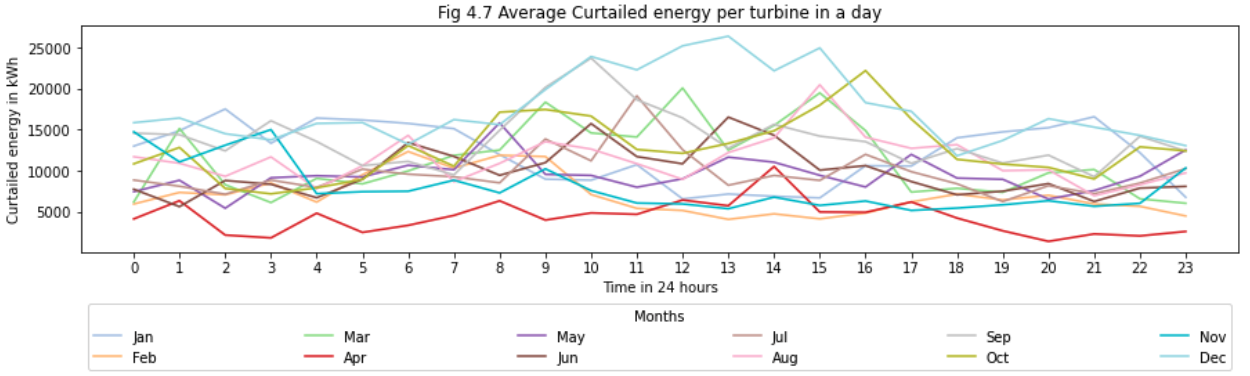 Fig 4.7 Average Curtailed energy per turbine in a day
Curtailed energy in kWh
25000
20000
15000
10000
5000
0 1 2 3 4 5 6 7 8 9 10 11 12 13 14 15 16 17 18 19 20 21 22 23
Time in 24 hours
Months
Jan Mar May Jul Sep Nov
Feb Apr Jun Aug Oct Dec